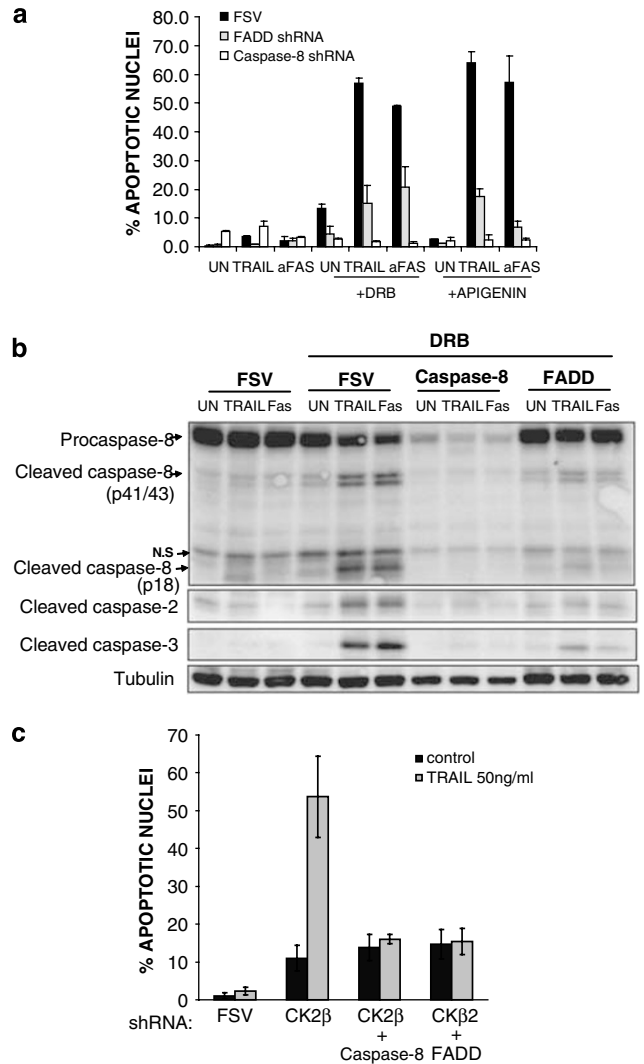 a
80.0
70.0
60.0
50.0
40.0
30.0
20.0
10.0
0.0
% APOPTOTIC NUCLEI
FSV
FADD shRNA
Caspase-8 shRNA
UN TRAIL aFAS UN TRAIL aFAS UN TRAIL aFAS
+DRB +APIGENIN
b
DRB
FSV FSV Caspase-8 FADD
UN TRAIL Fas UN TRAIL Fas UN TRAIL Fas UN TRAIL Fas
Procaspase-8
Cleaved caspase-8
(p41/43)
N.S
Cleaved caspase-8
(p18)
Cleaved caspase-2
Cleaved caspase-3
Tubulin
c
70
60
50
40
30
20
10
0
% APOPTOTIC NUCLEI
control
TRAIL 50ng/ml
shRNA: FSV CK2β CK2β CKβ2
+ +
Caspase-8 FADD